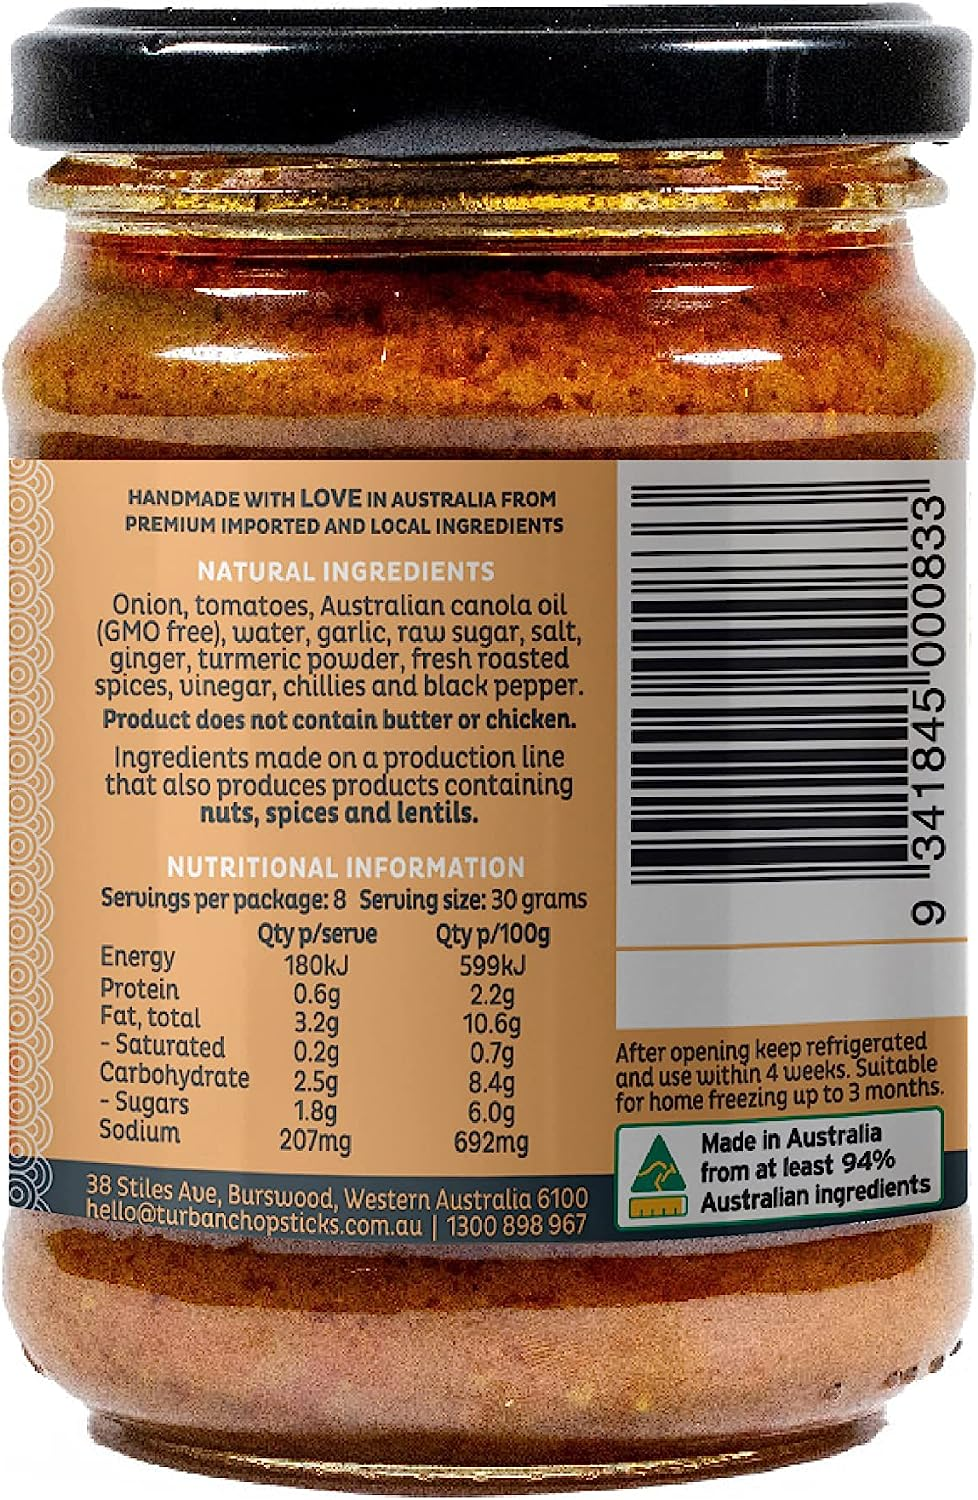 HANDMADE WITH LOVE IN AUSTRALIA FROM
PREMIUM IMPORTED AND LOCAL INGREDIENTS
NATURAL INGREDIENTS
Onion, tomatoes, Australian canola oil
(GMO free), water, garlic, raw sugar, salt,
ginger, turmeric powder, fresh roasted
spices, vinegar, chillies and black pepper.
Product does not contain butter or chicken.
Ingredients made on a production line
that also produces products containing
nuts, spices and lentils.
NUTRITIONAL INFORMATION
Servings per package: 8 Serving size: 30 grams
Qty p/serve Qty p/100g
Energy 180kJ 599kJ
Protein 0.6g 2.2g
Fat, total 3.2g 10.6g
- Saturated 0.2g 0.7g
Carbohydrate 2.5g 8.4g
- Sugars 1.8g 6.0g
Sodium 207mg 692mg
38 Stiles Ave, Burswood, Western Australia 6100
hello@turbanchopsticks.com.au | 1300 898 967
9 341845 000833
After opening keep refrigerated
and use within 4 weeks. Suitable
for home freezing up to 3 months.
Made in Australia
from at least 94%
Australian ingredients